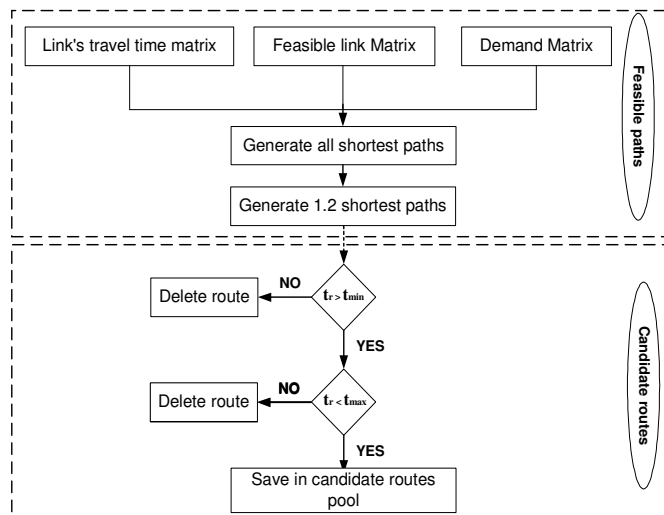 Link's travel time matrix
Feasible link Matrix
Demand Matrix
Feasible paths
Generate all shortest paths
Generate 1.2 shortest paths
Delete route
NO
tr > tmin
YES
Candidate routes
Delete route
NO
tr < tmax
YES
Save in candidate routes
pool